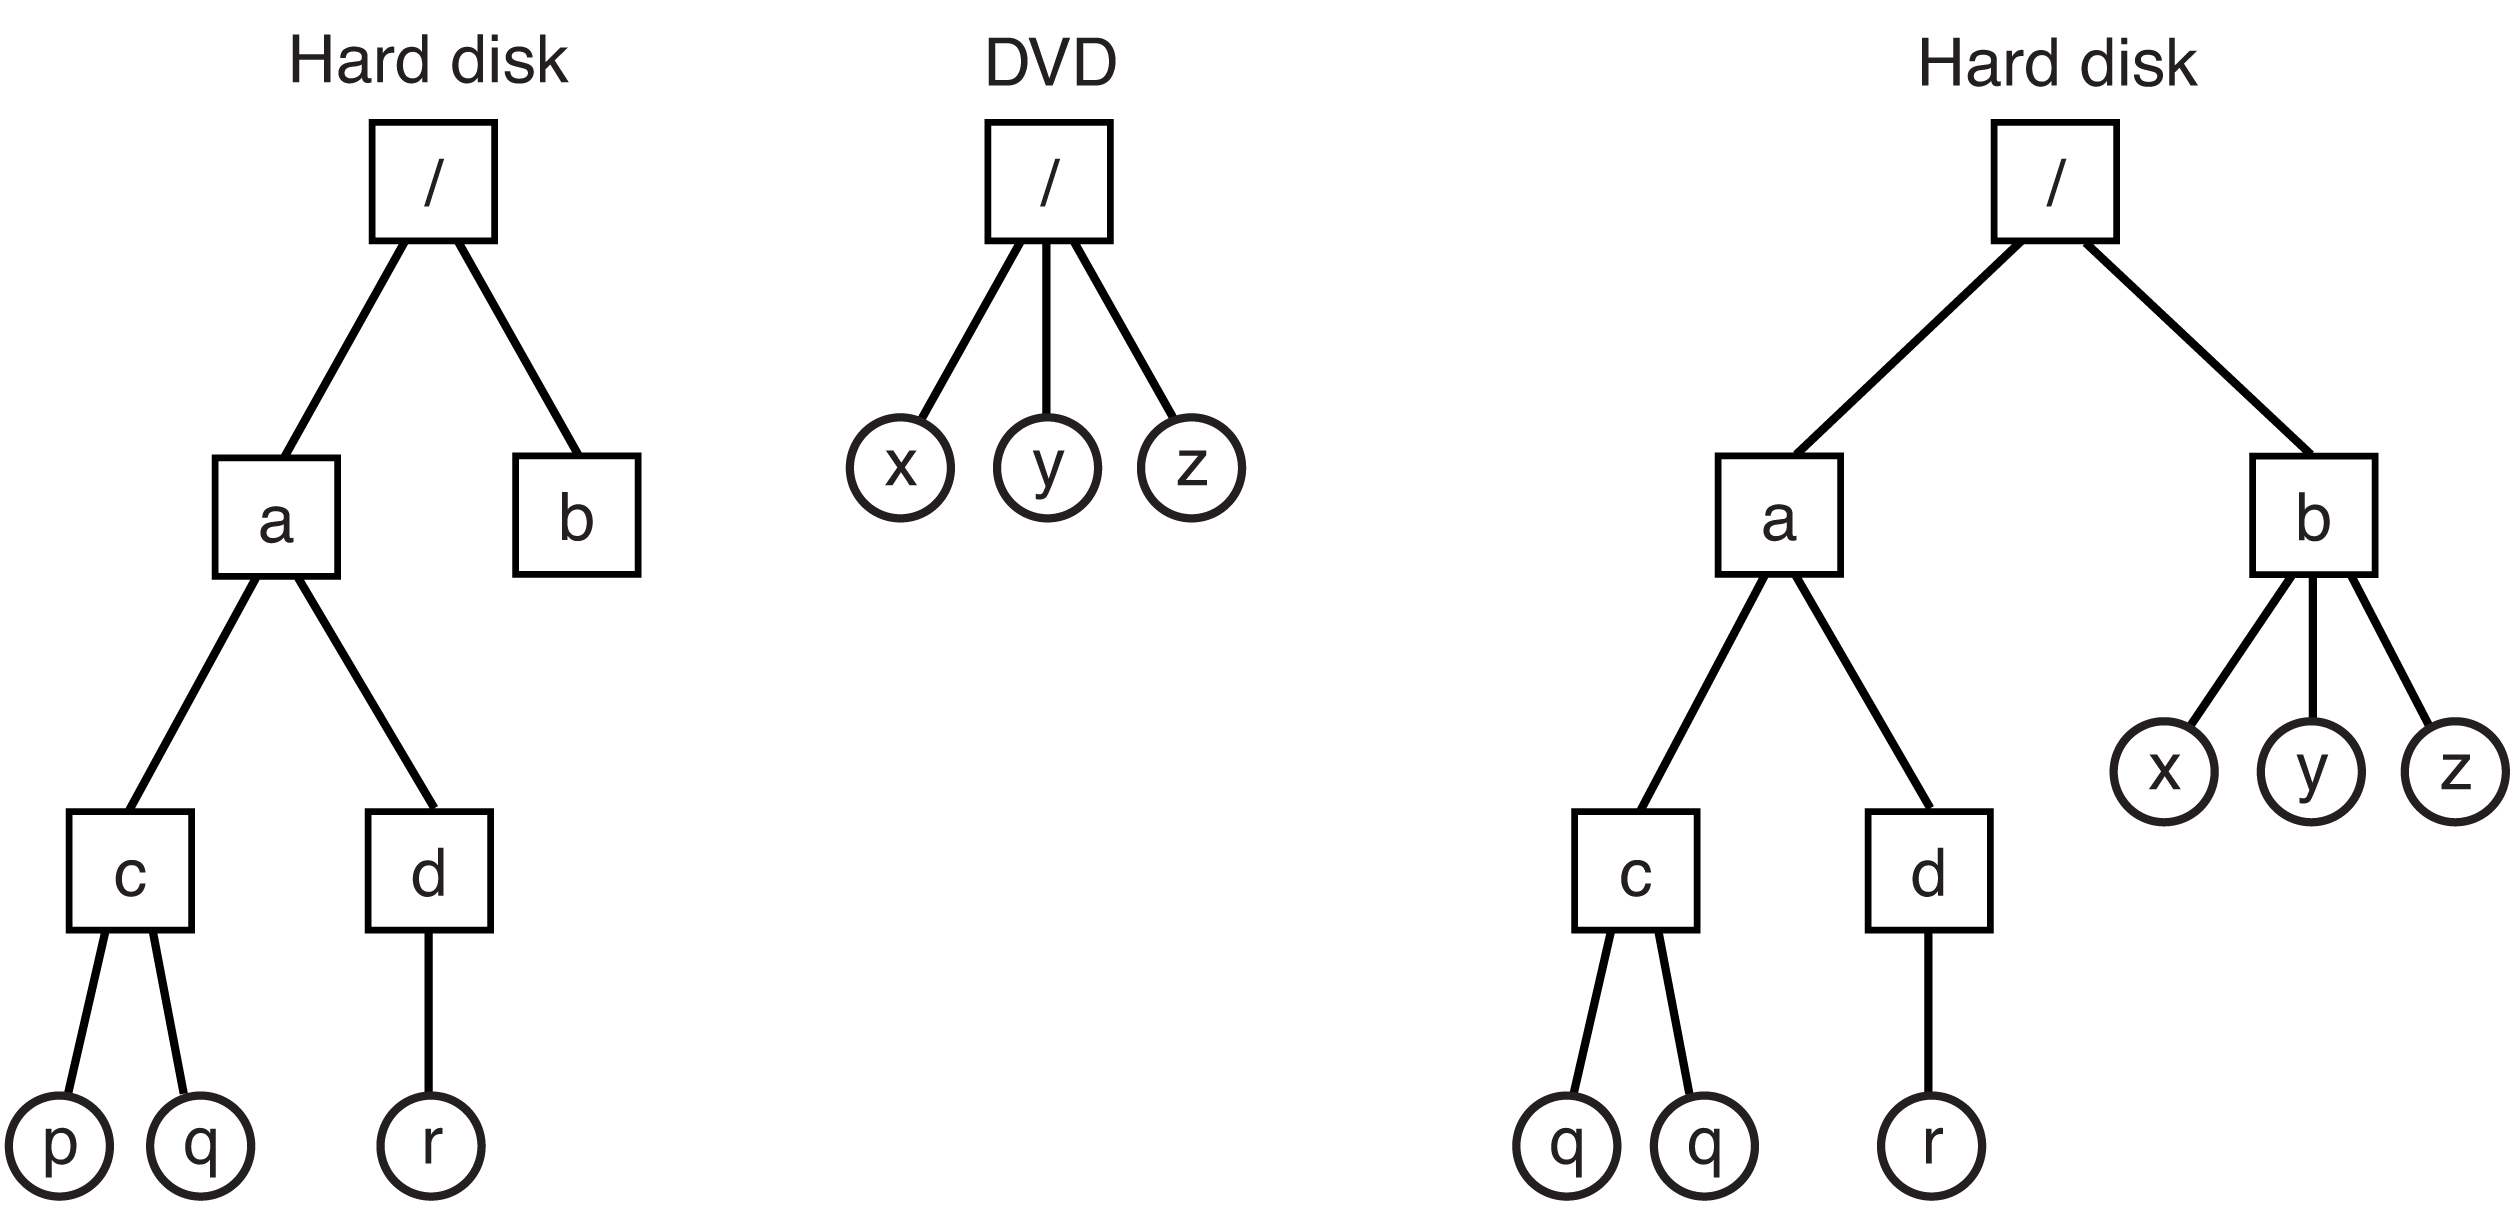 Hard disk DVD Hard disk
/ / /
x y z
a b a b
x y z
c d c d
p q r q q r